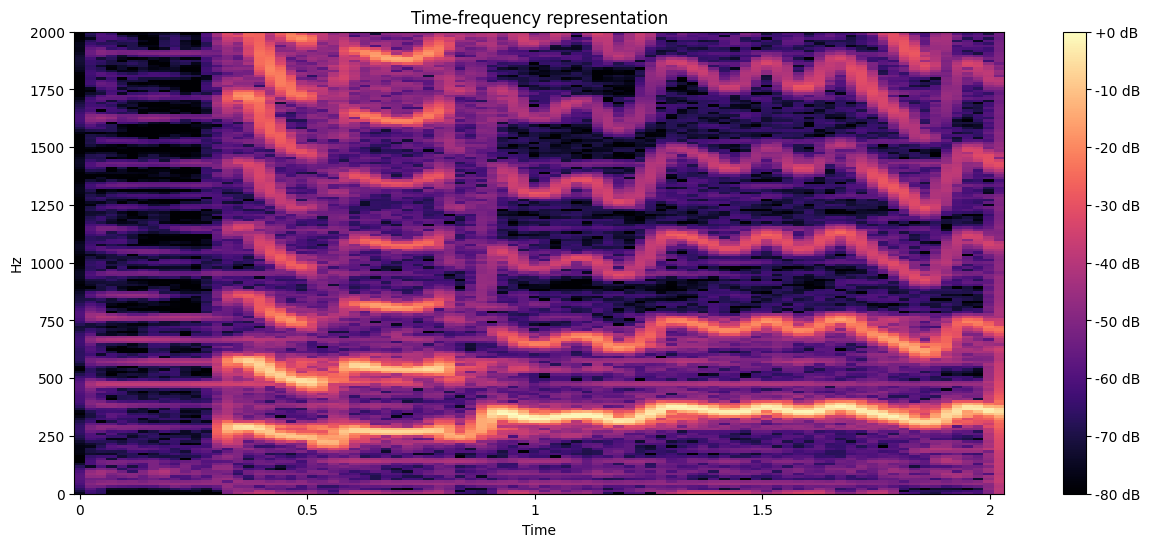 Time-frequency representation
2000
1750
1500
1250
1000
750
500
250
0
Hz
0
0.5
1
1.5
2
Time
+0 dB
-10 dB
-20 dB
-30 dB
-40 dB
-50 dB
-60 dB
-70 dB
-80 dB